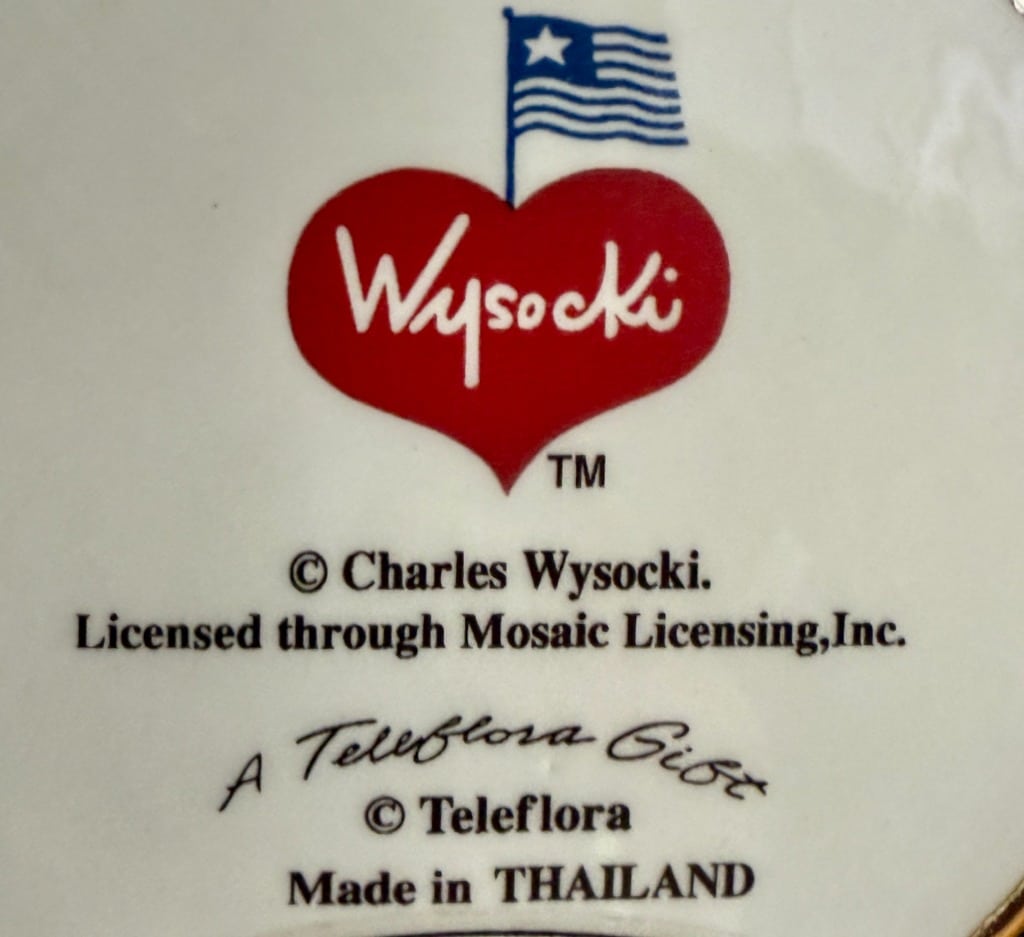 Wysocki
TM
© Charles Wysocki.
Licensed through Mosaic Licensing,Inc.
A Teleflora Gift
© Teleflora
Made in THAILAND